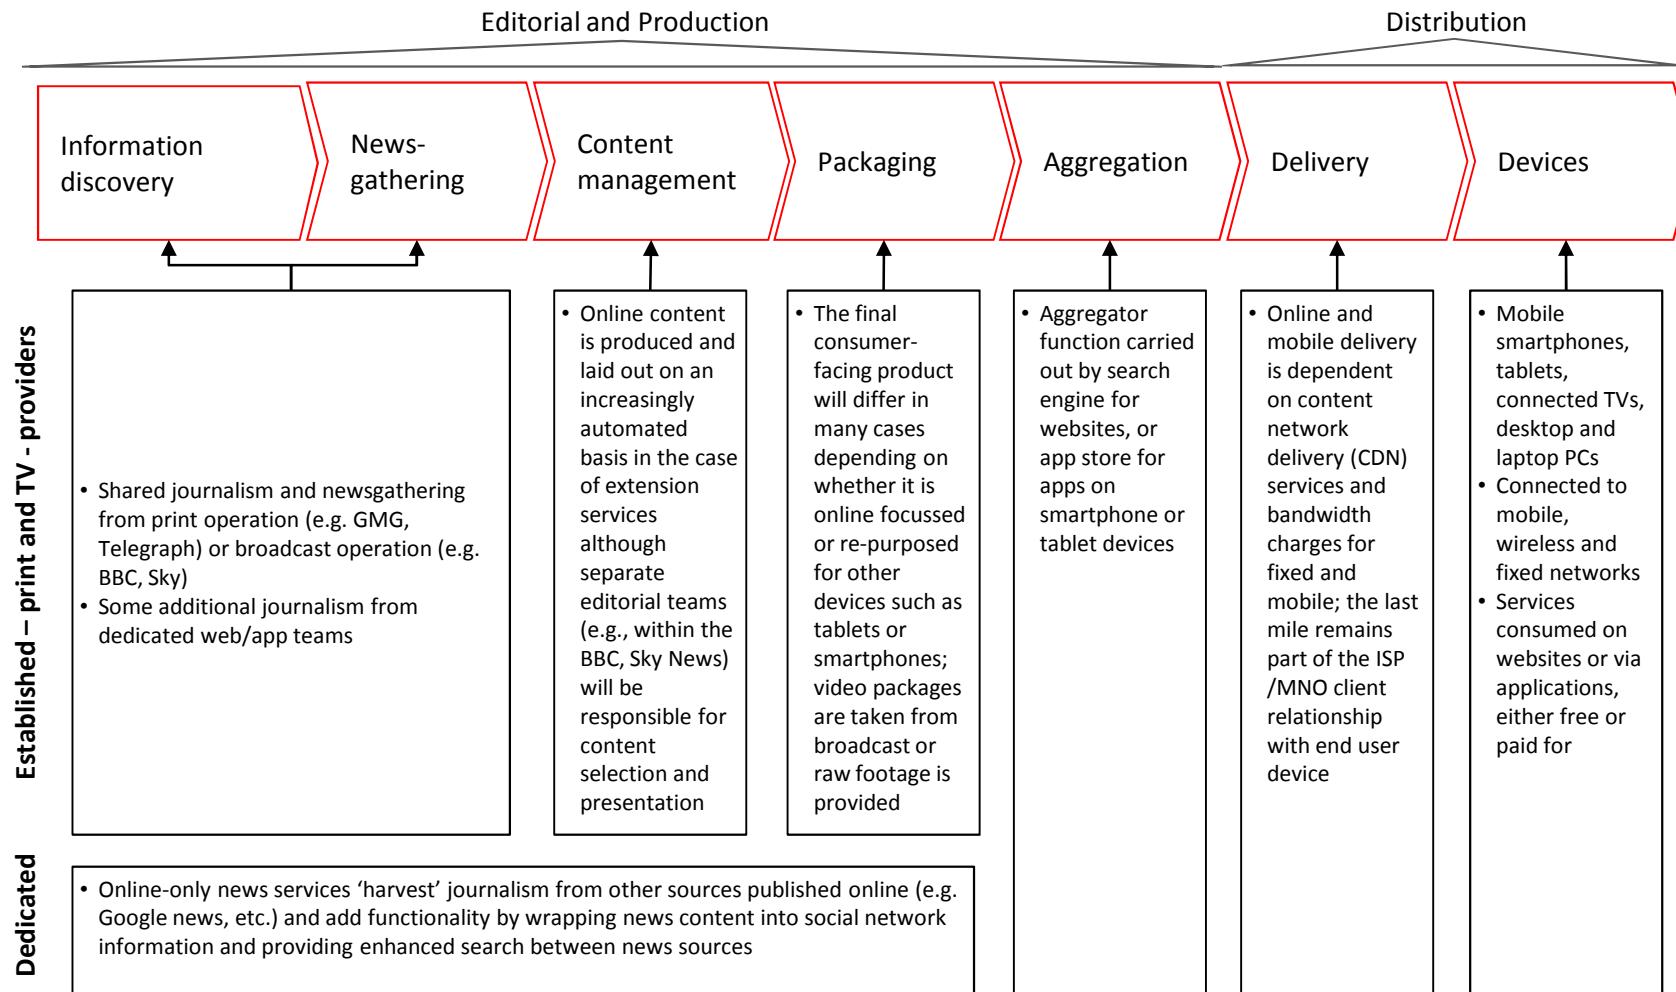 Editorial and Production
Distribution
Information
discovery
News-
gathering
Content
management
Packaging
Aggregation
Delivery
Devices
Established – print and TV - providers
• Shared journalism and newsgathering
from print operation (e.g. GMG,
Telegraph) or broadcast operation (e.g.
BBC, Sky)
• Some additional journalism from
dedicated web/app teams
• Online content
is produced and
laid out on an
increasingly
automated
basis in the case
of extension
services
although
separate
editorial teams
(e.g., within the
BBC, Sky News)
will be
responsible for
content
selection and
presentation
• The final
consumer-
facing product
will differ in
many cases
depending on
whether it is
online focussed
or re-purposed
for other
devices such as
tablets or
smartphones;
video packages
are taken from
broadcast or
raw footage is
provided
• Aggregator
function carried
out by search
engine for
websites, or
app store for
apps on
smartphone or
tablet devices
• Online and
mobile delivery
is dependent
on content
network
delivery (CDN)
services and
bandwidth
charges for
fixed and
mobile; the last
mile remains
part of the ISP
/MNO client
relationship
with end user
device
• Mobile
smartphones,
tablets,
connected TVs,
desktop and
laptop PCs
• Connected to
mobile,
wireless and
fixed networks
• Services
consumed on
websites or via
applications,
either free or
paid for
Dedicated
• Online-only news services ‘harvest’ journalism from other sources published online (e.g.
Google news, etc.) and add functionality by wrapping news content into social network
information and providing enhanced search between news sources